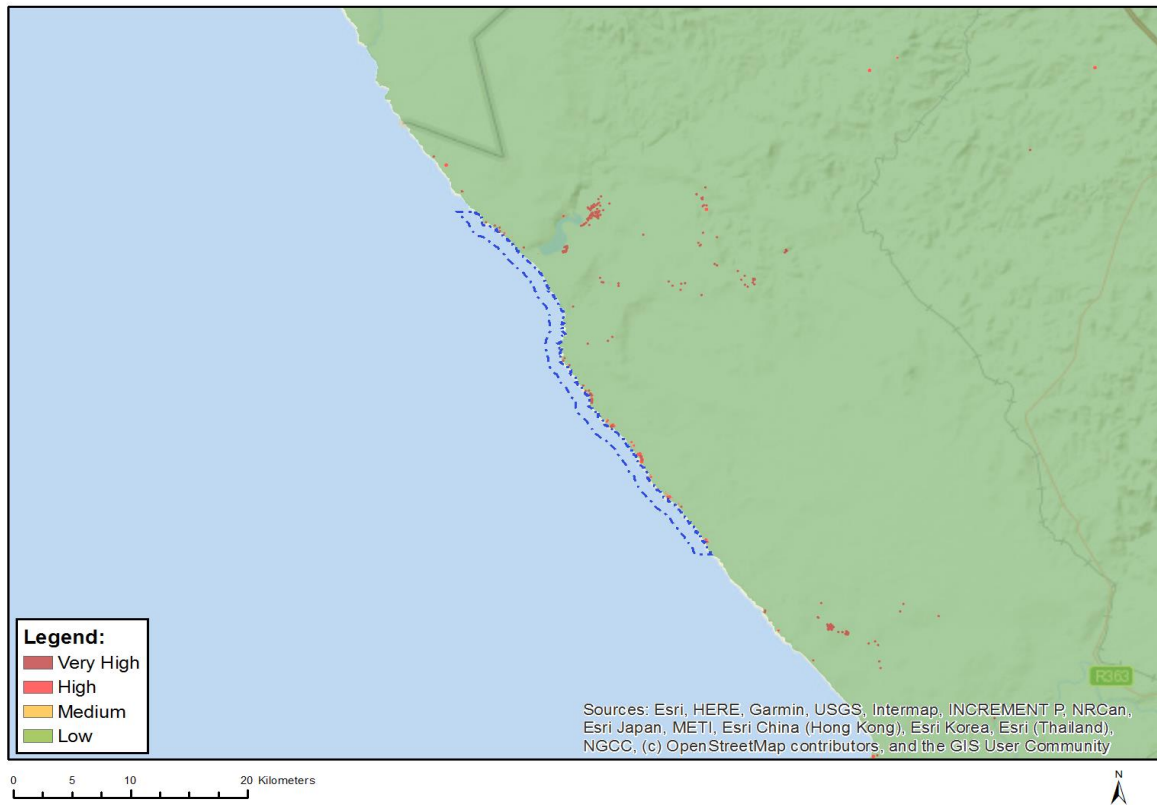 R363
Legend:
Very High
High
Medium
Low
Sources: Esri, HERE, Garmin, USGS, Intermap, INCREMENT P, NRCan,
Esri Japan, METI, Esri China (Hong Kong), Esri Korea, Esri (Thailand),
NGCC, (c) OpenStreetMap contributors, and the GIS User Community
0 5 10 20 Kilometers
N